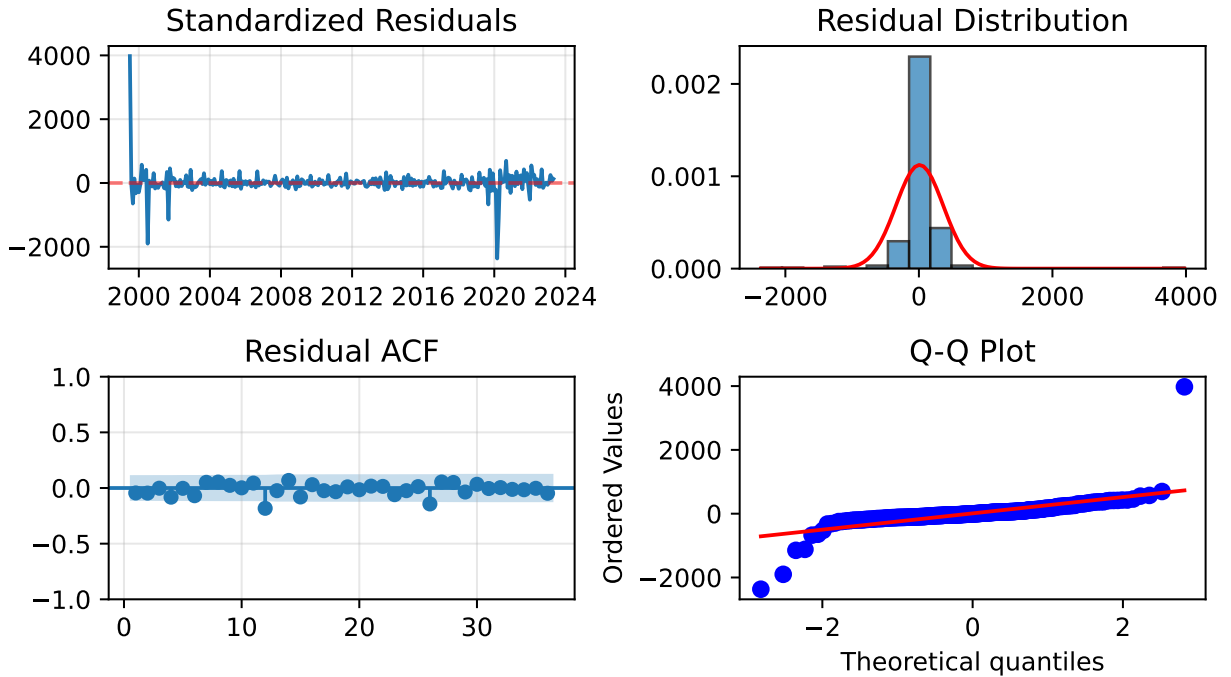 Standardized Residuals
4000
2000
0
−2000
2000 2004 2008 2012 2016 2020 2024
Residual Distribution
0.002
0.001
0.000
−2000 0 2000 4000
Residual ACF
1.0
0.5
0.0
−0.5
−1.0
0 10 20 30
Q-Q Plot
Ordered Values
4000
2000
0
−2000
−2 0 2
Theoretical quantiles